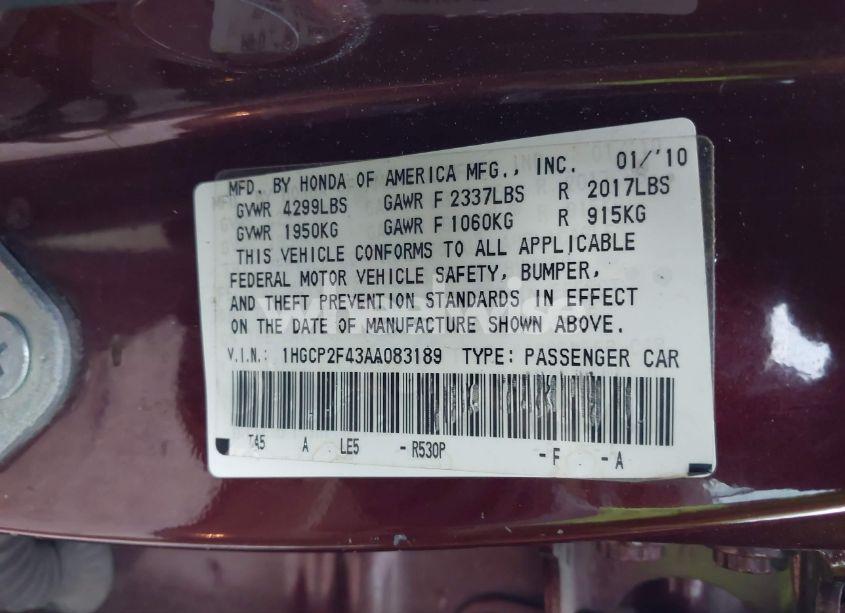 MFD. BY HONDA OF AMERICA MFG., INC. 01/'10
GVWR 4299LBS GAWR F 2337LBS R 2017LBS
GVWR 1950KG GAWR F 1060KG R 915KG
THIS VEHICLE CONFORMS TO ALL APPLICABLE
FEDERAL MOTOR VEHICLE SAFETY, BUMPER,
AND THEFT PREVENTION STANDARDS IN EFFECT
ON THE DATE OF MANUFACTURE SHOWN ABOVE.
V.I.N.: 1HGCP2F43AA083189 TYPE: PASSENGER CAR
TA5 A LE5 - R530P - F - A